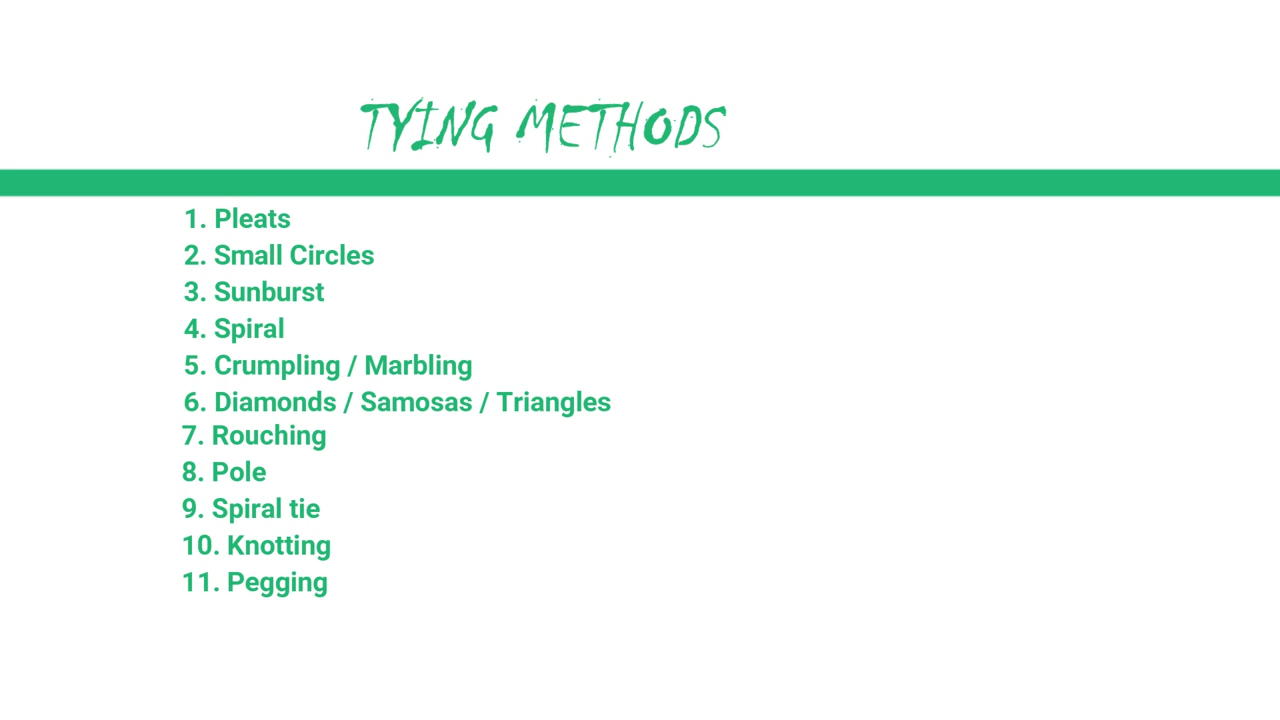 TYING METHODS
1. Pleats
2. Small Circles
3. Sunburst
4. Spiral
5. Crumpling / Marbling
6. Diamonds / Samosas / Triangles
7. Rouching
8. Pole
9. Spiral tie
10. Knotting
11. Pegging